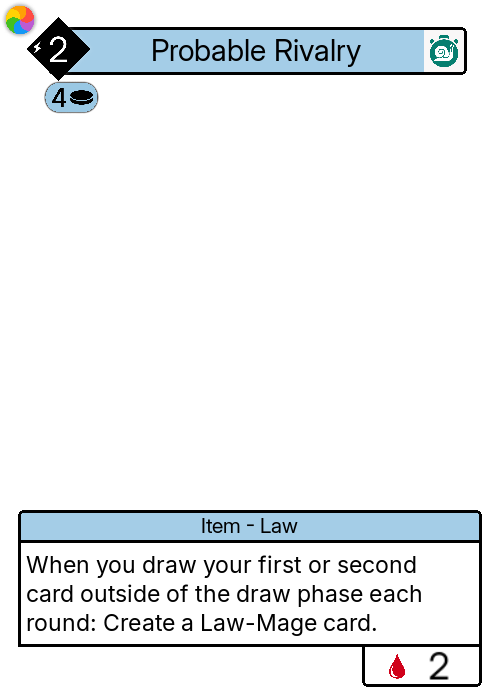 2
Probable Rivalry
4
Item - Law
When you draw your first or second
card outside of the draw phase each
round: Create a Law-Mage card.
2